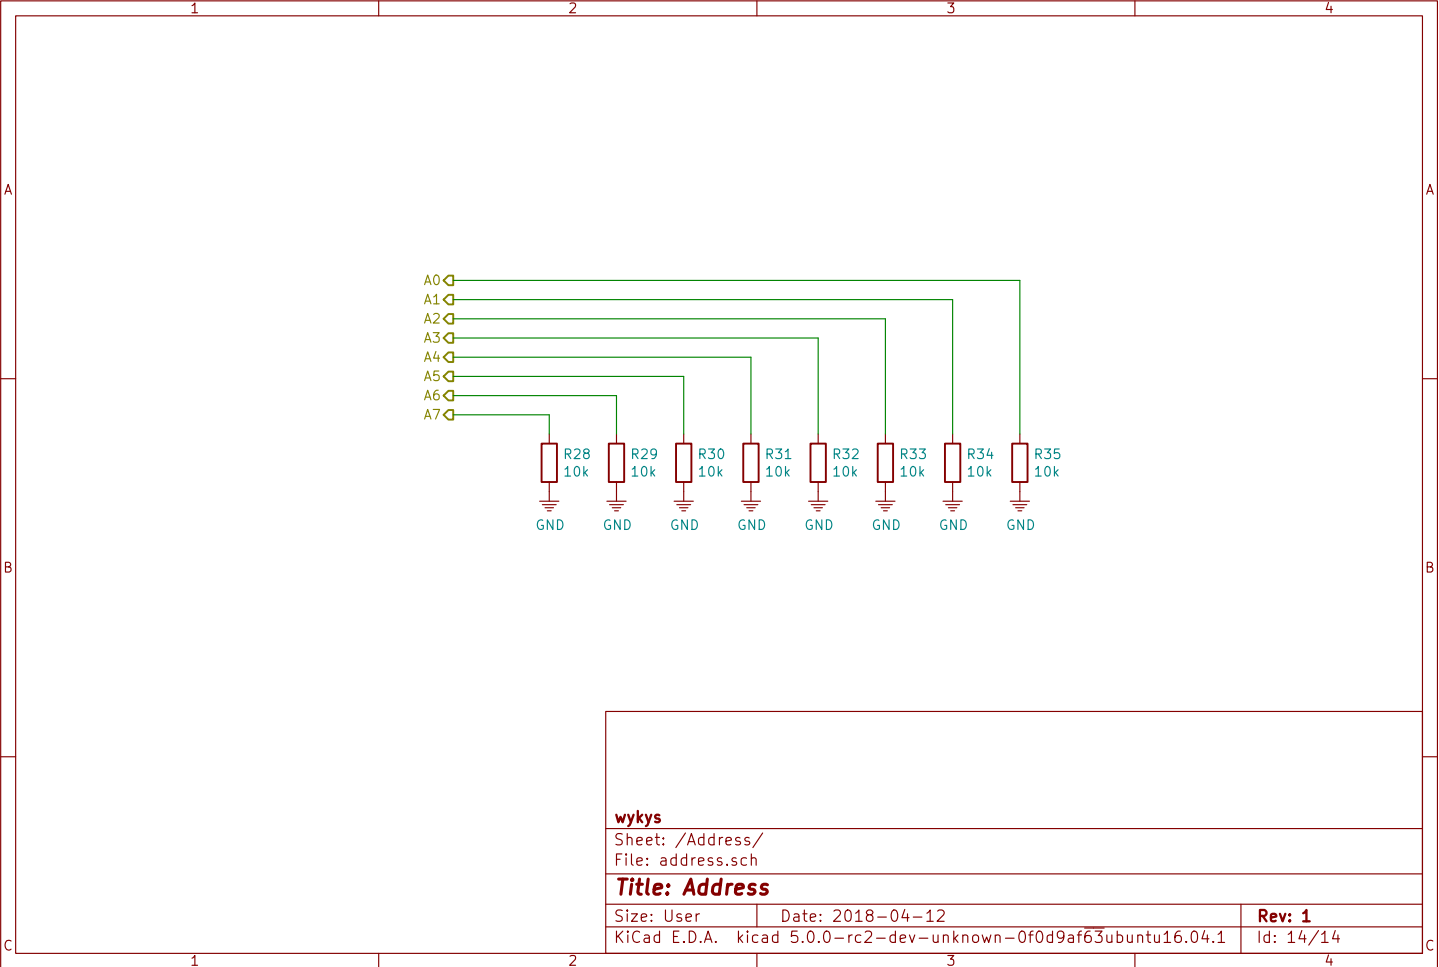 1 2 3 4
A A
A0
A1
A2
A3
A4
A5
A6
A7
R28 R29 R30 R31 R32 R33 R34 R35
10k 10k 10k 10k 10k 10k 10k 10k
GND GND GND GND GND GND GND GND
B B
wykys
Sheet: /Address/
File: address.sch
Title: Address
Size: User Date: 2018-04-12 Rev: 1
KiCad E.D.A. kicad 5.0.0-rc2-dev-unknown-0f0d9af63ubuntu16.04.1 Id: 14/14
C C
1 2 3 4